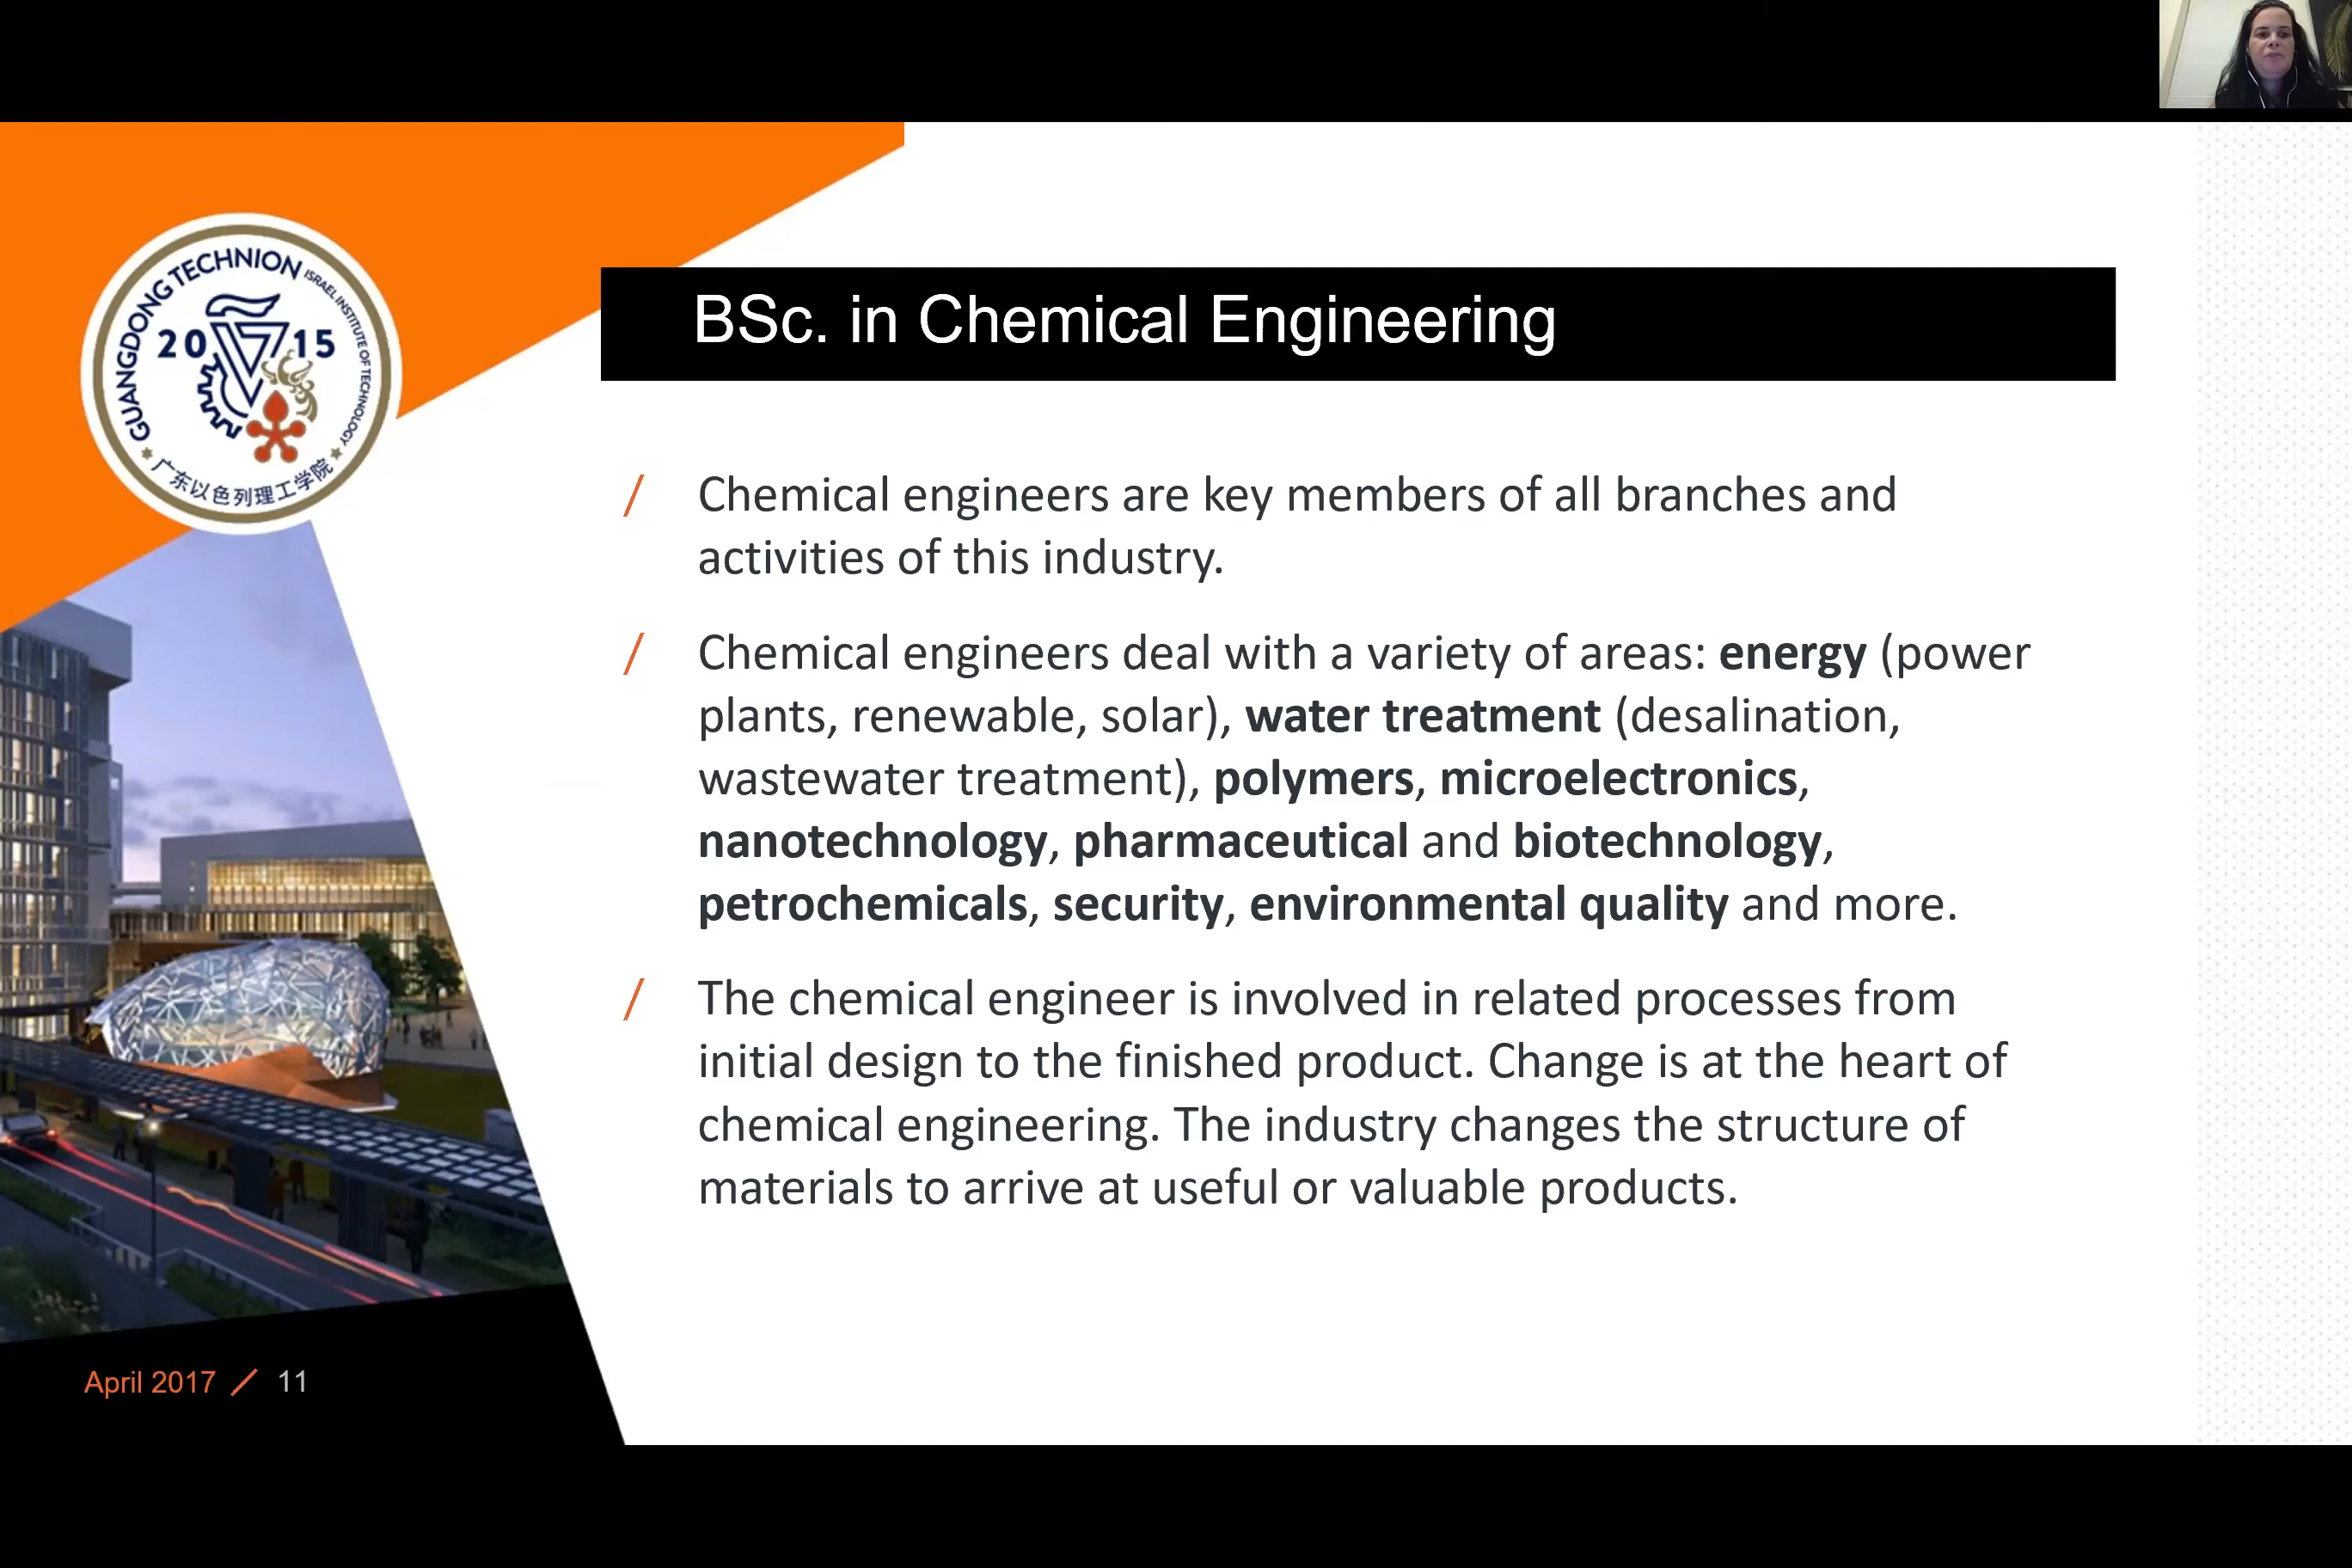 GUANGDONG TECHNION ISRAEL INSTITUTE OF TECHNOLOGY
2015
广东以色列理工学院
BSc. in Chemical Engineering
/ Chemical engineers are key members of all branches and
activities of this industry.
/ Chemical engineers deal with a variety of areas: energy (power
plants, renewable, solar), water treatment (desalination,
wastewater treatment), polymers, microelectronics,
nanotechnology, pharmaceutical and biotechnology,
petrochemicals, security, environmental quality and more.
/ The chemical engineer is involved in related processes from
initial design to the finished product. Change is at the heart of
chemical engineering. The industry changes the structure of
materials to arrive at useful or valuable products.
April 2017 / 11